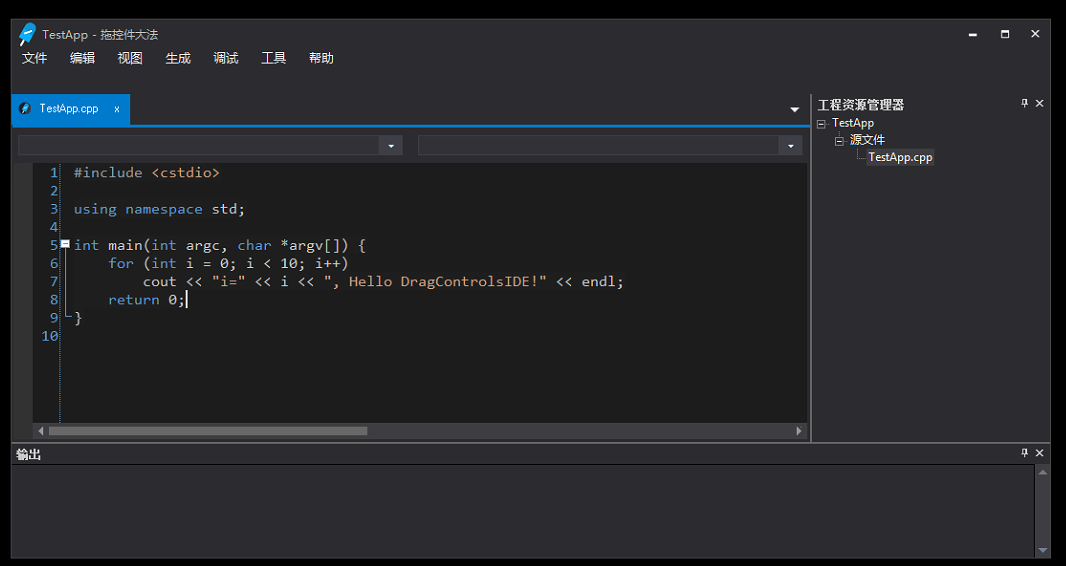 TestApp - 拖控件大法
文件 编辑 视图 生成 调试 工具 帮助
TestApp.cpp x
工程资源管理器
TestApp
源文件
TestApp.cpp
1 #include <cstdio>
2
3 using namespace std;
4
5 int main(int argc, char *argv[]) {
6 for (int i = 0; i < 10; i++)
7 cout << "i=" << i << ", Hello DragControlsIDE!" << endl;
8 return 0;
9 }
10
输出